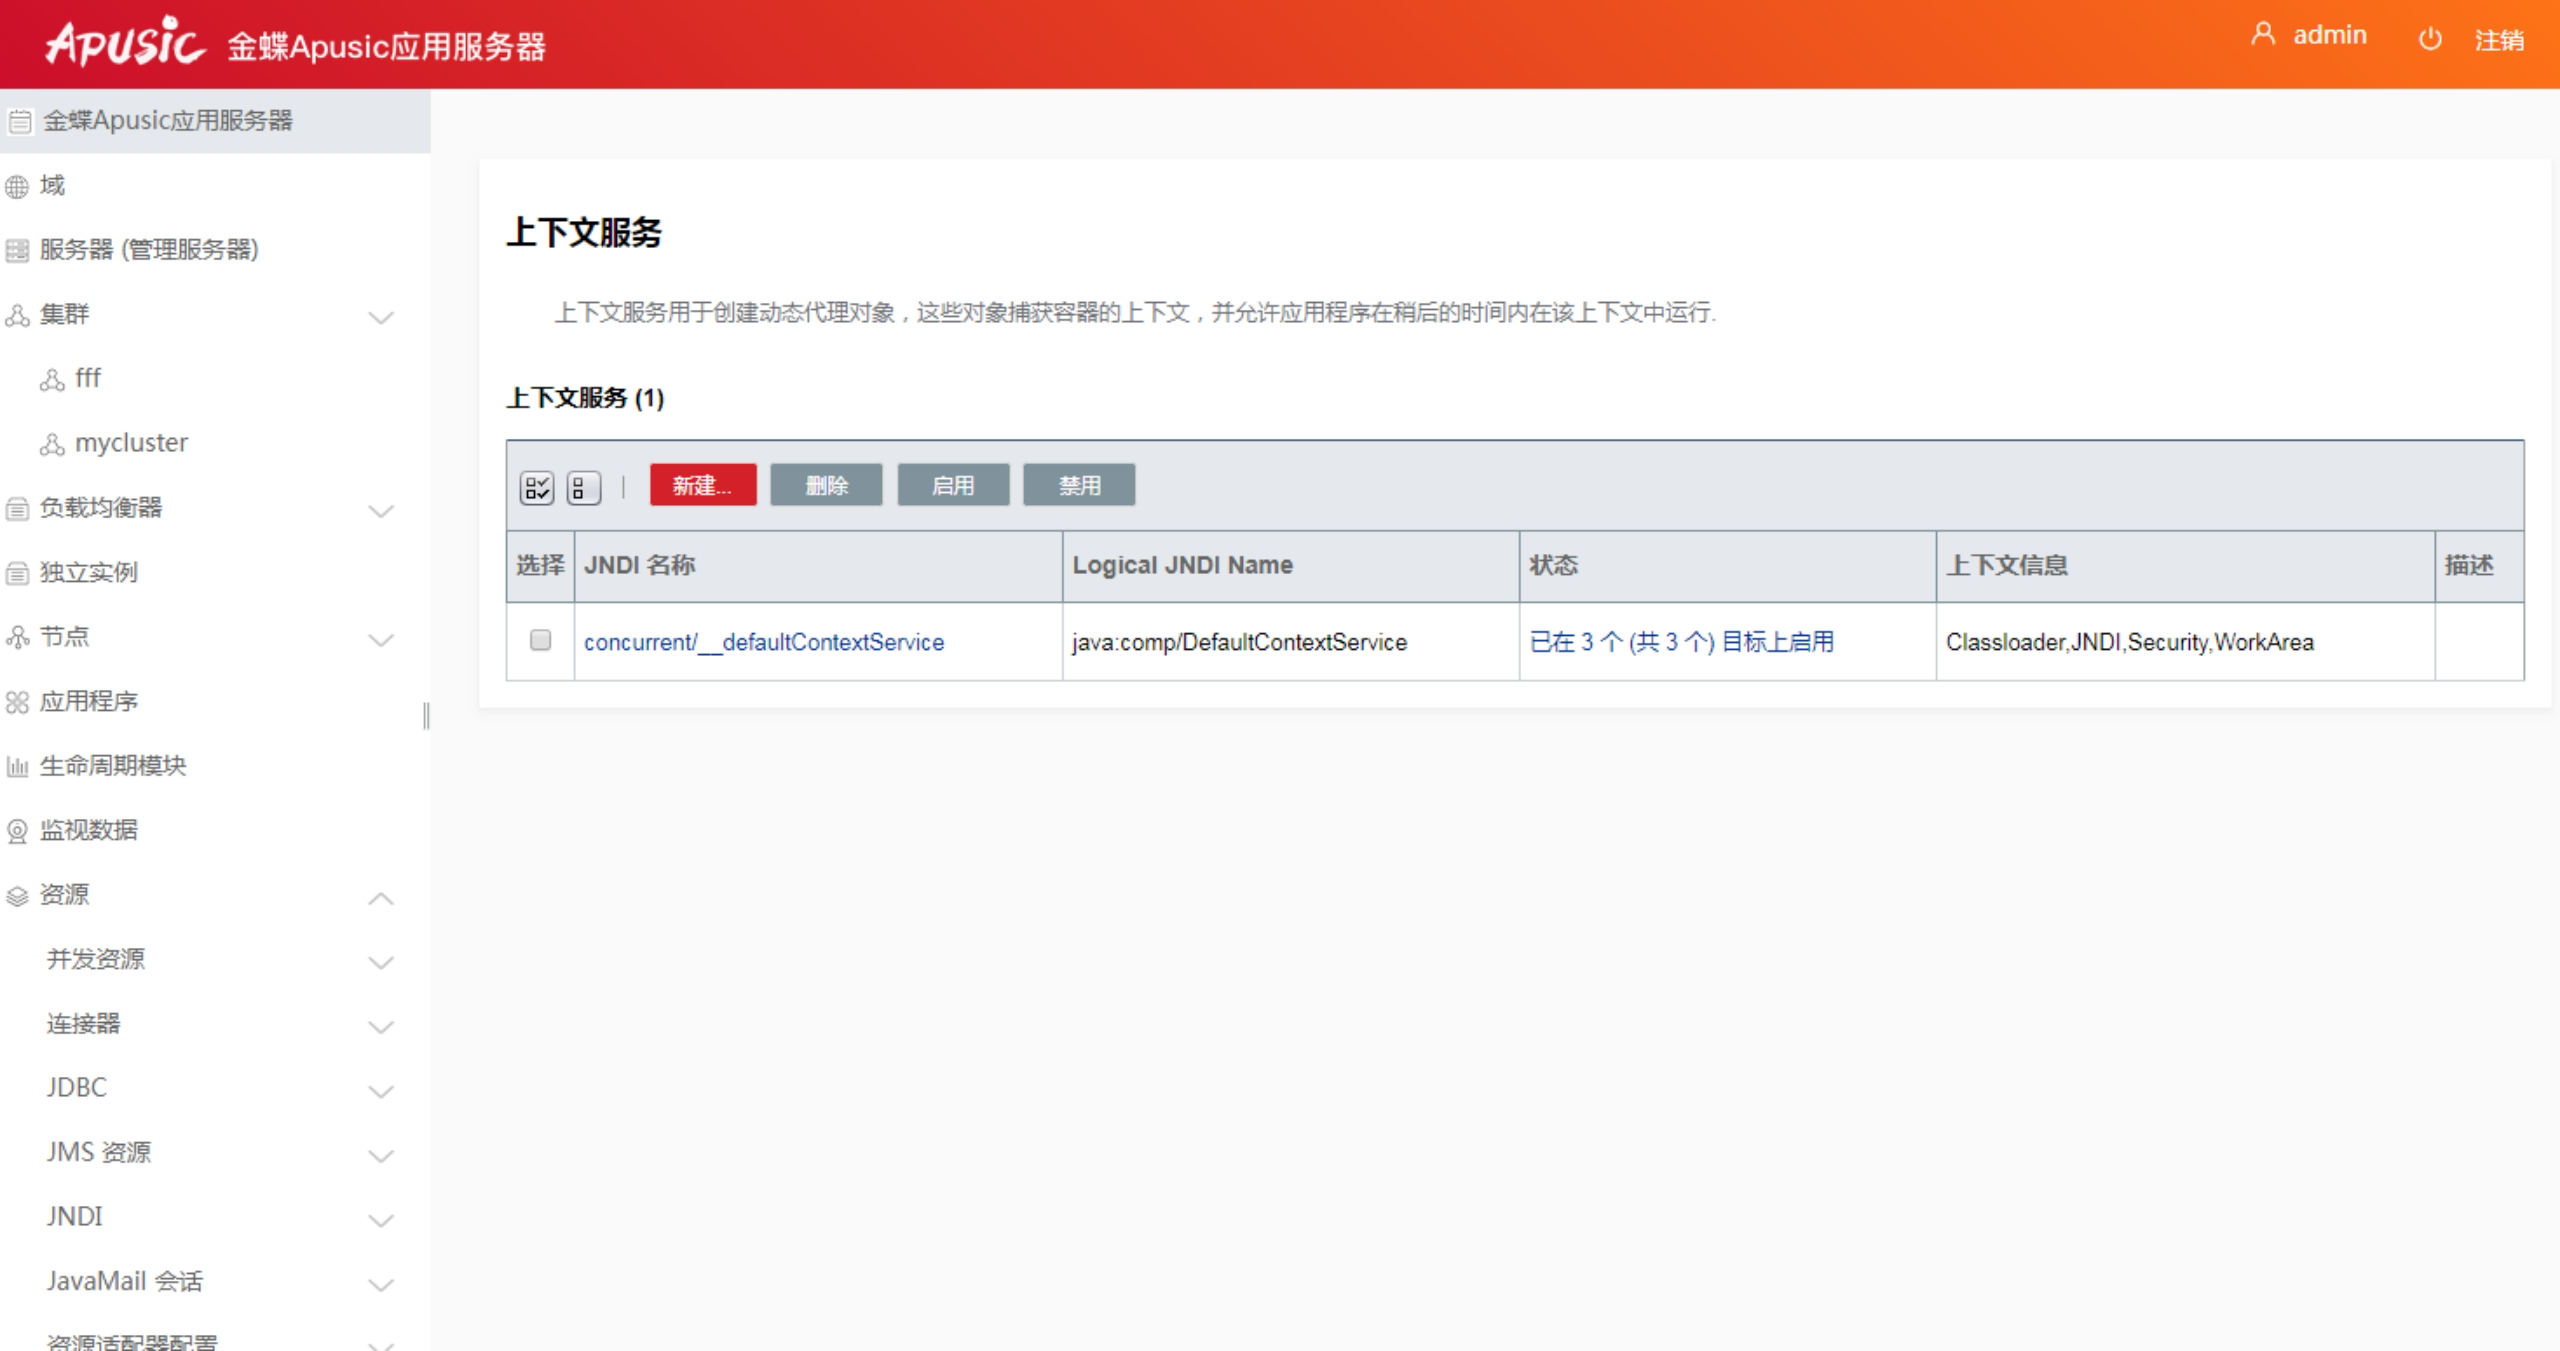 APUSIC 金蝶Apusic应用服务器
admin 注销
金蝶Apusic应用服务器
域
服务器 (管理服务器)
集群
fff
mycluster
负载均衡器
独立实例
节点
应用程序
生命周期模块
监视数据
资源
并发资源
连接器
JDBC
JMS 资源
JNDI
JavaMail 会话
资源适配器配置
上下文服务
上下文服务用于创建动态代理对象，这些对象捕获容器的上下文，并允许应用程序在稍后的时间内在该上下文中运行.
上下文服务 (1)
新建... 删除 启用 禁用
选择 JNDI 名称 Logical JNDI Name 状态 上下文信息 描述
concurrent/__defaultContextService java:comp/DefaultContextService 已在 3 个 (共 3 个) 目标上启用 Classloader,JNDI,Security,WorkArea